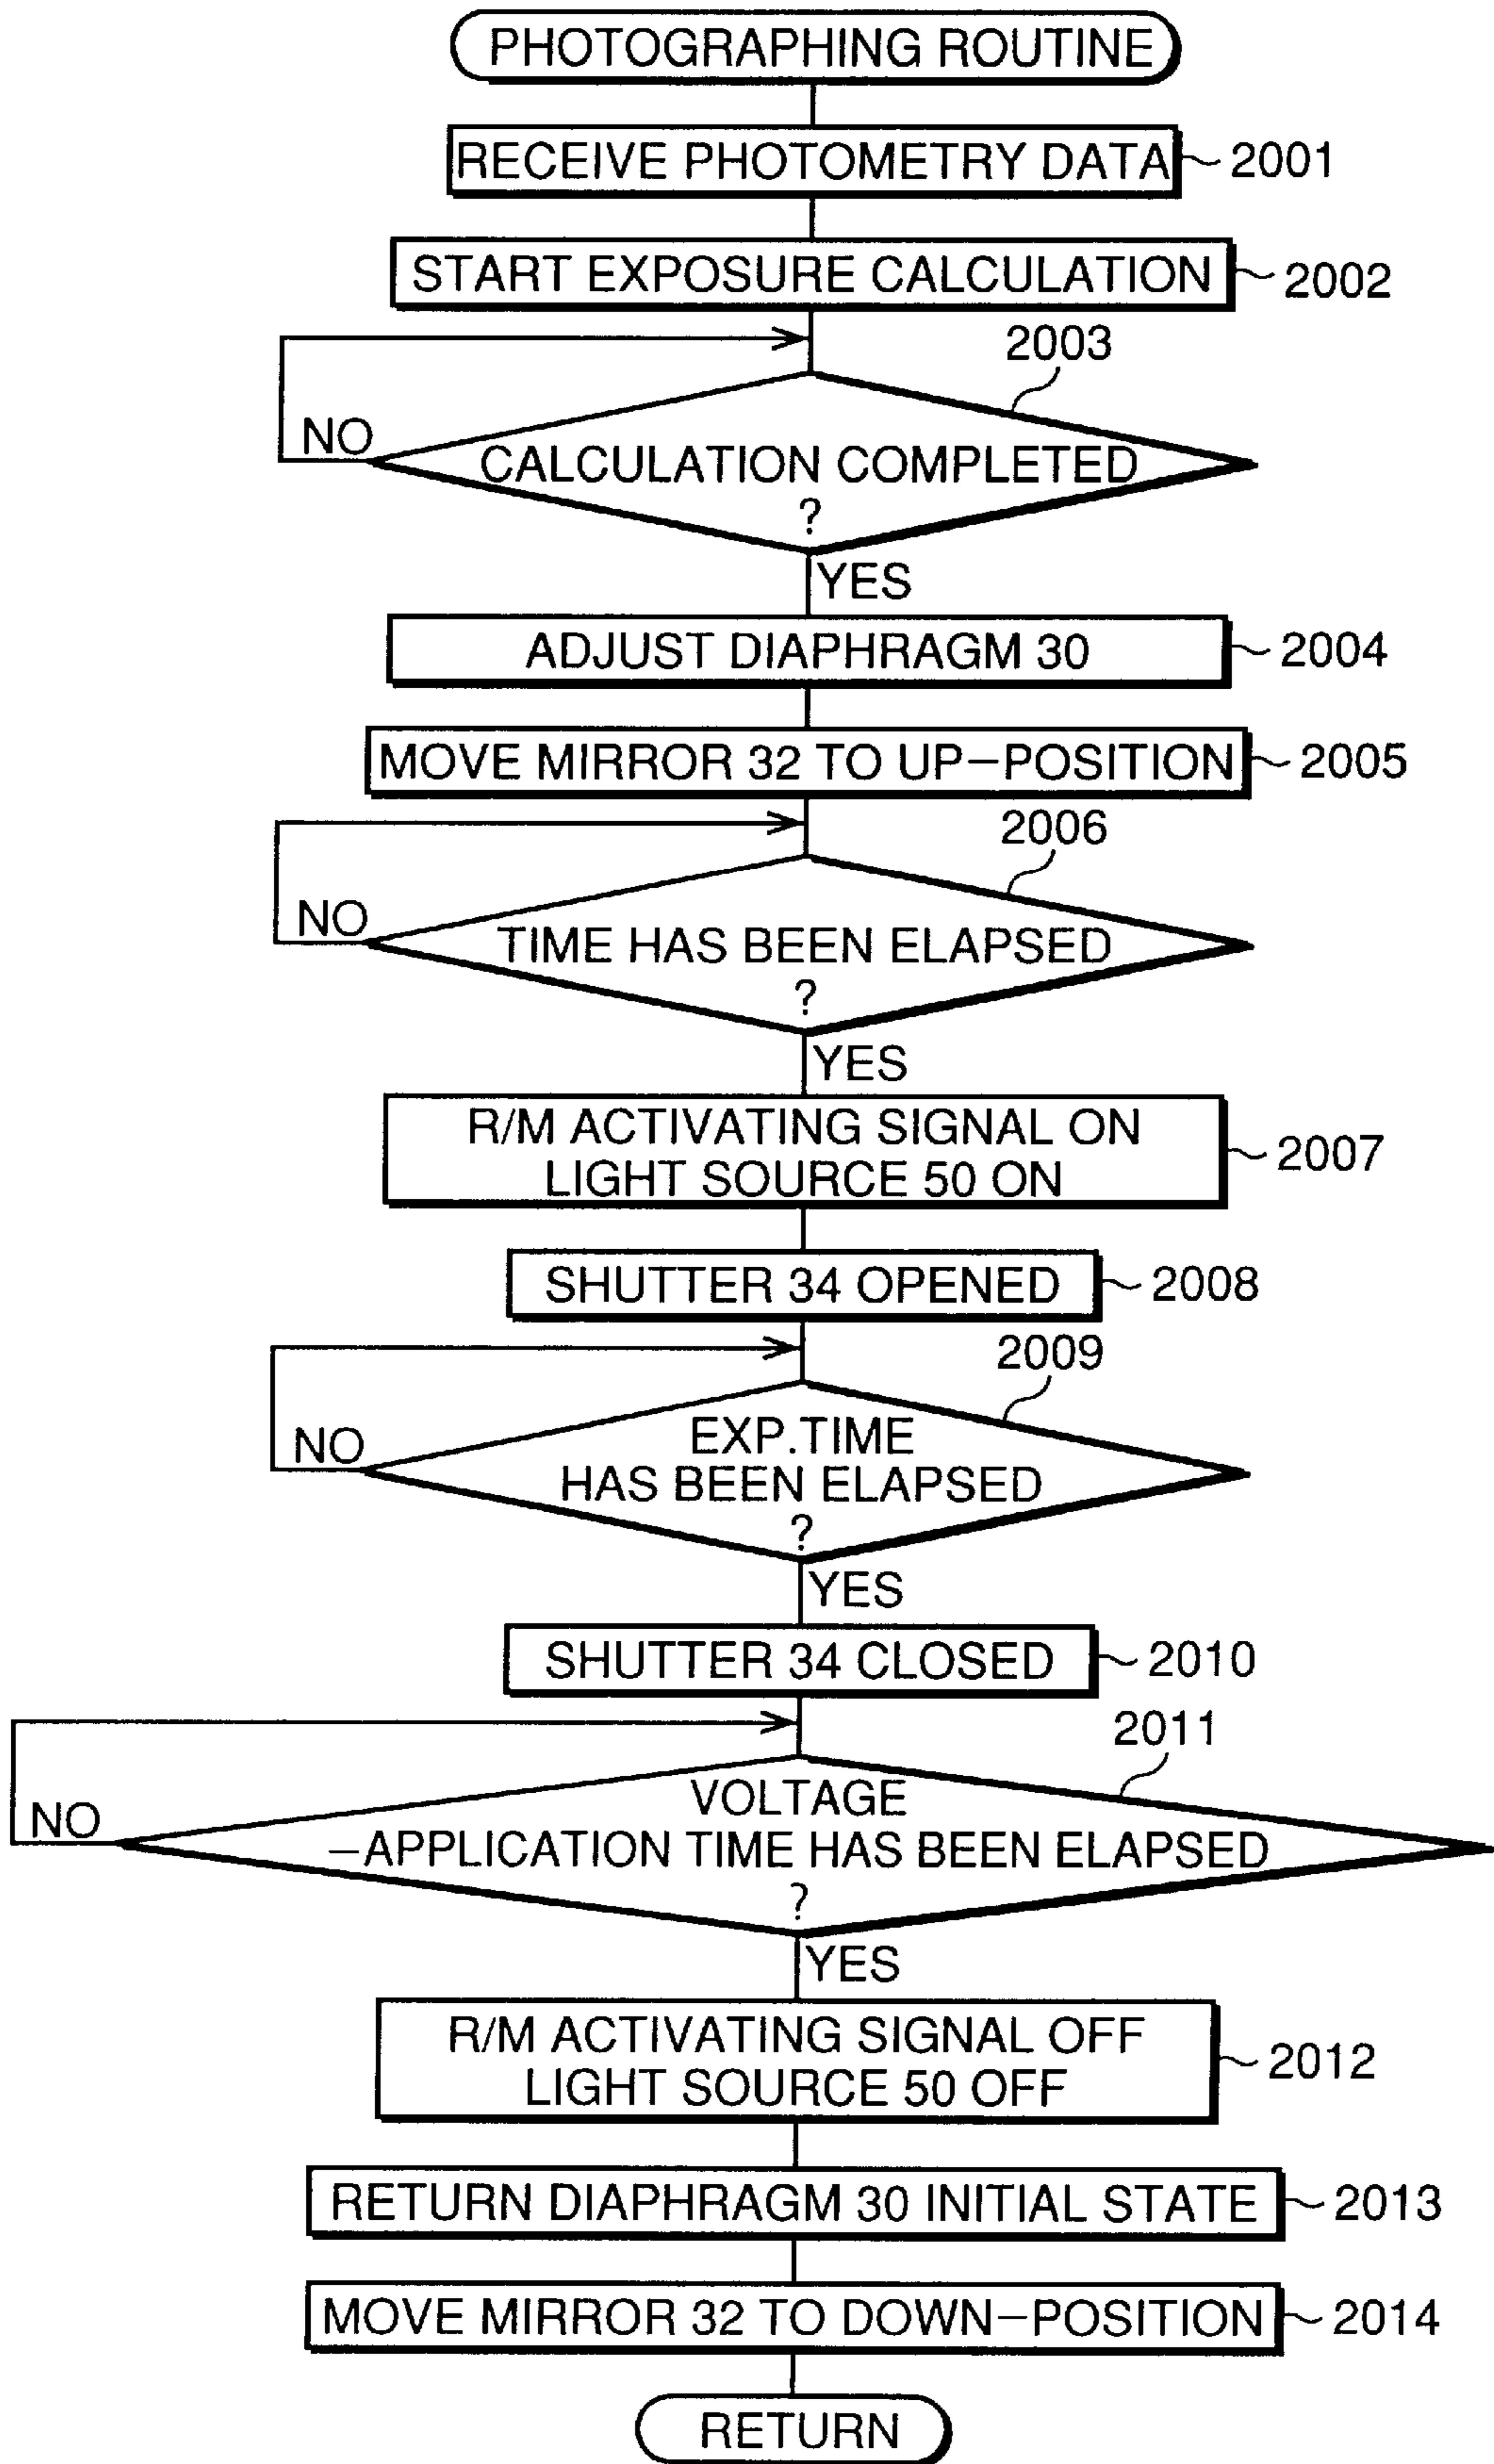 PHOTOGRAPHING ROUTINE
RECEIVE PHOTOMETRY DATA
2001
START EXPOSURE CALCULATION
2002
2003
NO
CALCULATION COMPLETED
?
YES
ADJUST DIAPHRAGM 30
2004
MOVE MIRROR 32 TO UP-POSITION
2005
2006
NO
TIME HAS BEEN ELAPSED
?
YES
R/M ACTIVATING SIGNAL ON
LIGHT SOURCE 50 ON
2007
SHUTTER 34 OPENED
2008
2009
NO
EXP.TIME
HAS BEEN ELAPSED
?
YES
SHUTTER 34 CLOSED
2010
2011
NO
VOLTAGE
-APPLICATION TIME HAS BEEN ELAPSED
?
YES
R/M ACTIVATING SIGNAL OFF
LIGHT SOURCE 50 OFF
2012
RETURN DIAPHRAGM 30 INITIAL STATE
2013
MOVE MIRROR 32 TO DOWN-POSITION
2014
RETURN